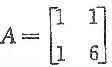 A = [1 1
1 6]